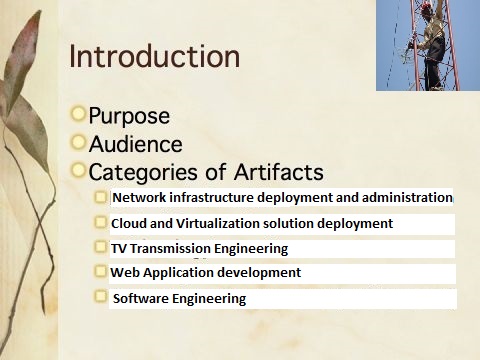 Introduction
Purpose
Audience
Categories of Artifacts
Network infrastructure deployment and administration
Cloud and Virtualization solution deployment
TV Transmission Engineering
Web Application development
Software Engineering